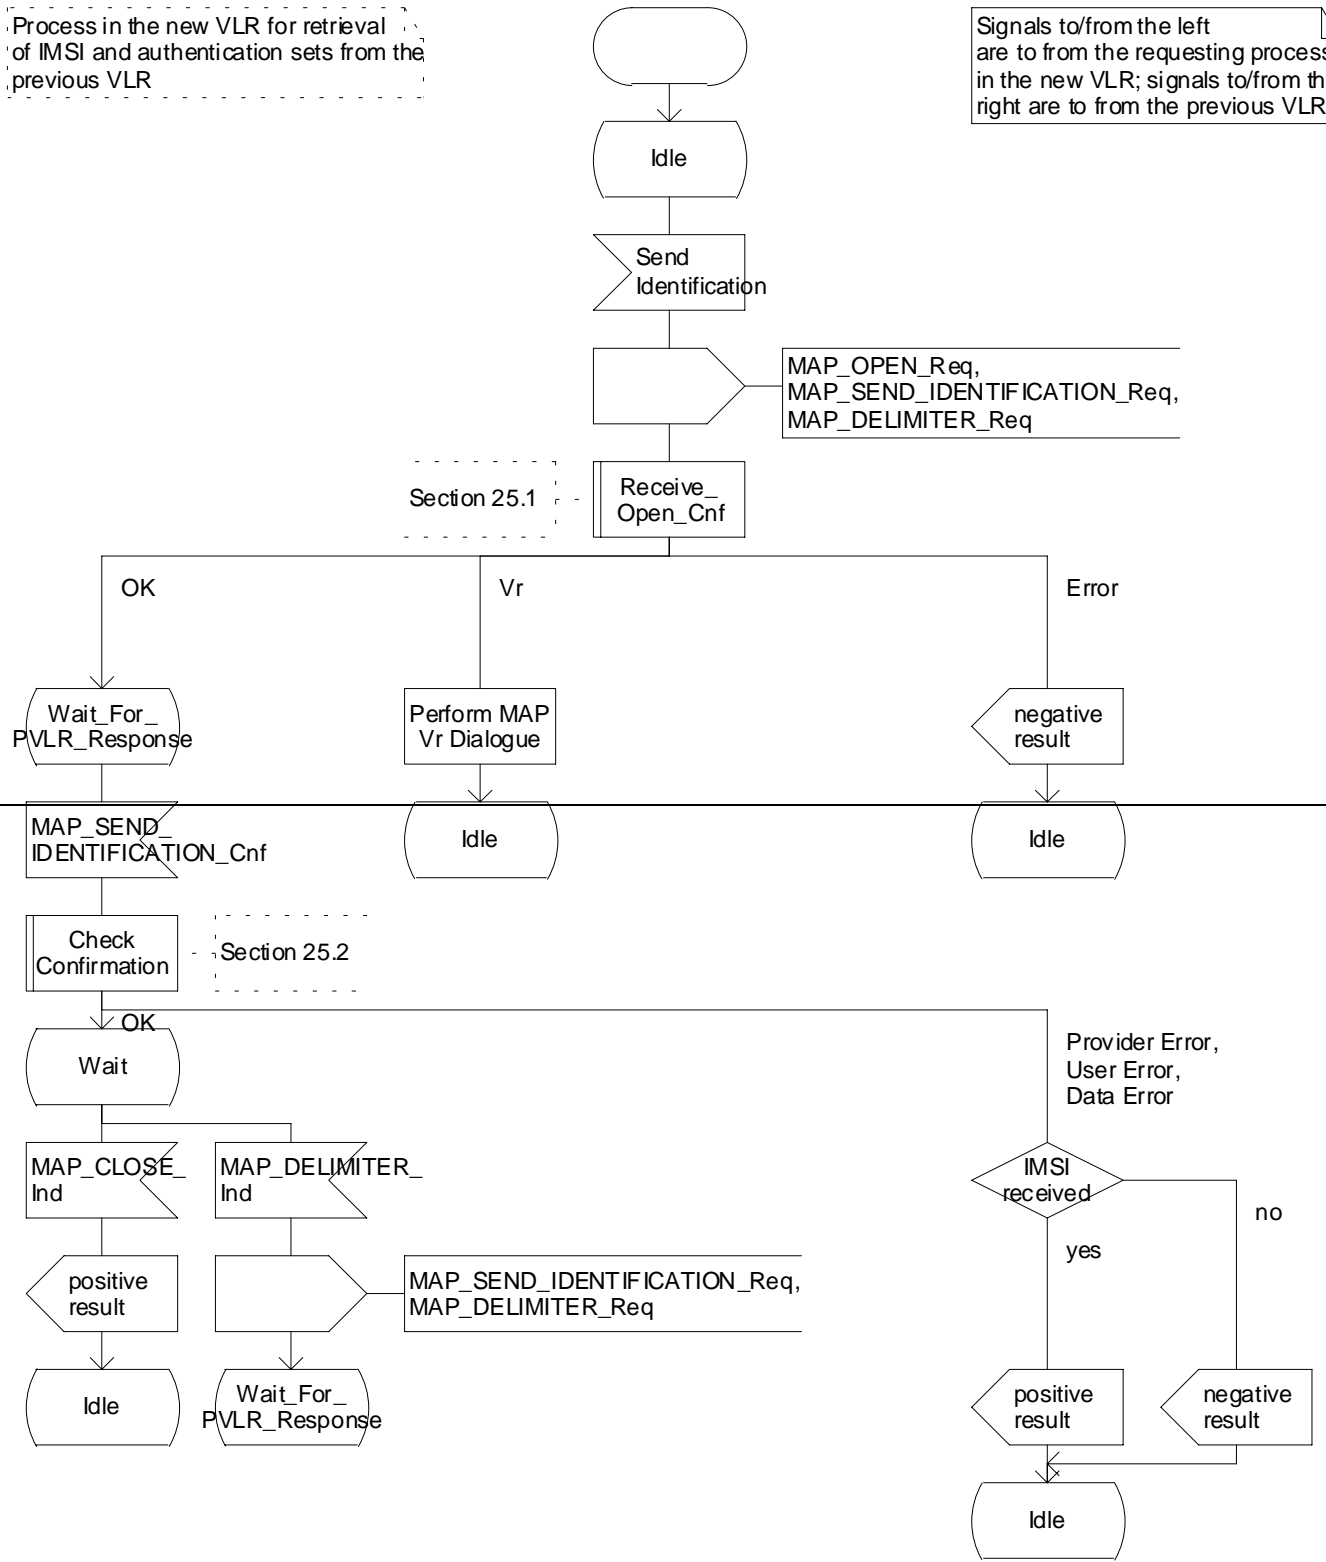 Process in the new VLR for retrieval
of IMSI and authentication sets from the
previous VLR
Signals to/from the left
are to from the requesting process
in the new VLR; signals to/from th
right are to from the previous VLR
Idle
Send
Identification
MAP_OPEN_Req,
MAP_SEND_IDENTIFICATION_Req,
MAP_DELIMITER_Req
Section 25.1
Receive_
Open_Cnf
OK
Vr
Error
Wait_For_
PVLR_Response
Perform MAP
Vr Dialogue
negative
result
MAP_SEND_
IDENTIFICATION_Cnf
Idle
Idle
Check
Confirmation
Section 25.2
OK
Wait
Provider Error,
User Error,
Data Error
MAP_CLOSE_
Ind
MAP_DELIMITER_
Ind
IMSI
received
no
yes
positive
result
MAP_SEND_IDENTIFICATION_Req,
MAP_DELIMITER_Req
Idle
Wait_For_
PVLR_Response
positive
result
negative
result
Idle